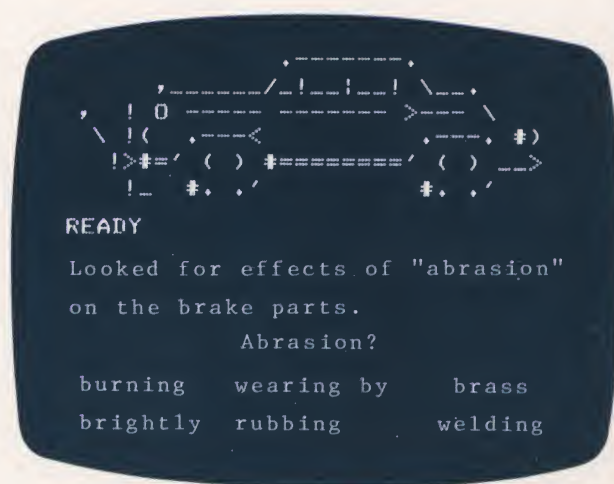 READY
Looked for effects of "abrasion"
on the brake parts.
Abrasion?
burning wearing by brass
brightly rubbing welding